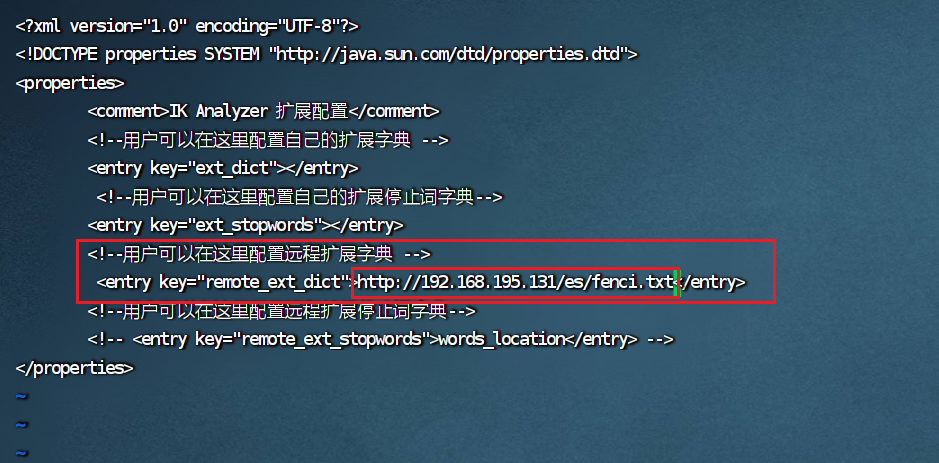 <?xml version="1.0" encoding="UTF-8"?>
<!DOCTYPE properties SYSTEM "http://java.sun.com/dtd/properties.dtd">
<properties>
        <comment>IK Analyzer 扩展配置</comment>
        <!--用户可以在这里配置自己的扩展字典 -->
        <entry key="ext_dict"></entry>
         <!--用户可以在这里配置自己的扩展停止词字典-->
        <entry key="ext_stopwords"></entry>
        <!--用户可以在这里配置远程扩展字典 -->
         <entry key="remote_ext_dict">http://192.168.195.131/es/fenci.txt</entry>
        <!--用户可以在这里配置远程扩展停止词字典-->
        <!-- <entry key="remote_ext_stopwords">words_location</entry> -->
</properties>
~
~
~